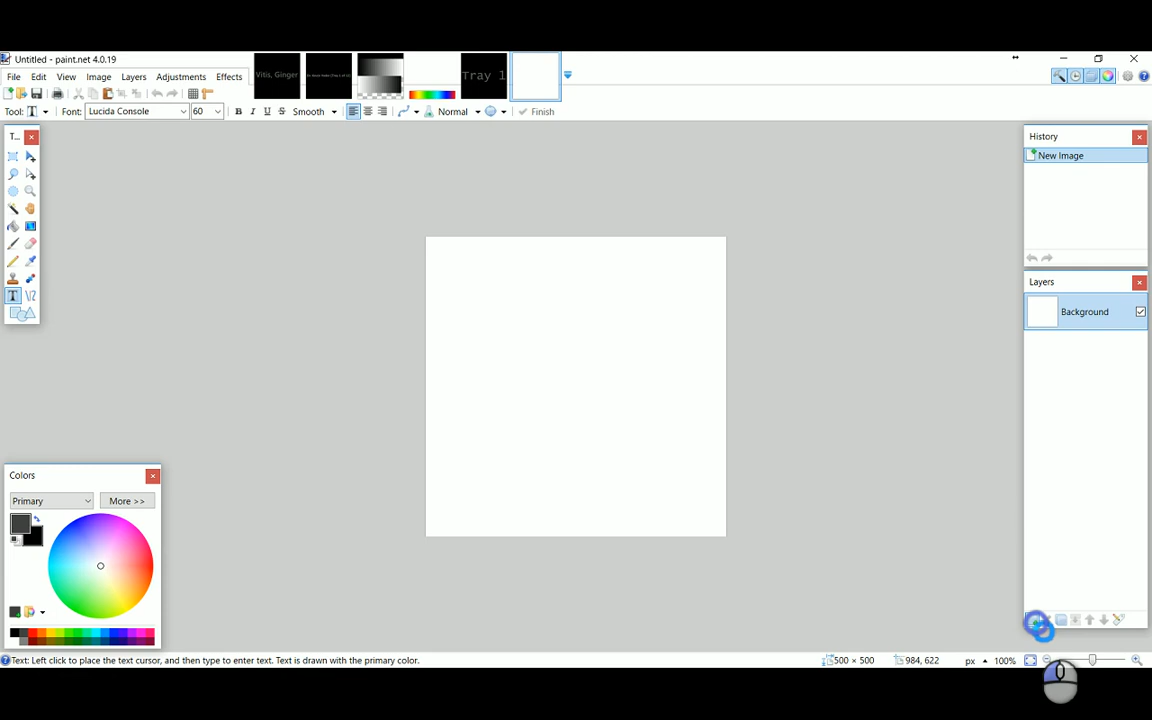 Untitled - paint.net 4.0.19
File Edit View Image Layers Adjustments Effects
Vitis, Ginger
Tray l
Tool: T Font: Lucida Console 60 B I U S Smooth Normal Finish
T...
History
New Image
Layers
Background
Colors
Primary More >>
Text: Left click to place the text cursor, and then type to enter text. Text is drawn with the primary color. 500 × 500 984, 622 px 100%